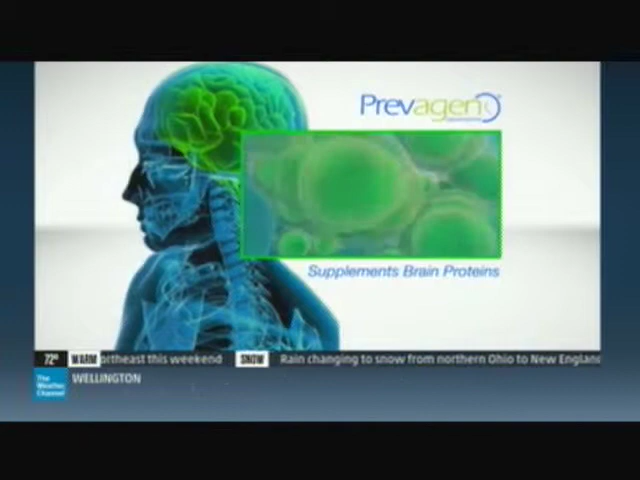 Prevagen
Supplements Brain Proteins
72° WARM ortheast this weekend SNOW Rain changing to snow from northern Ohio to New England
The Weather Channel
WELLINGTON